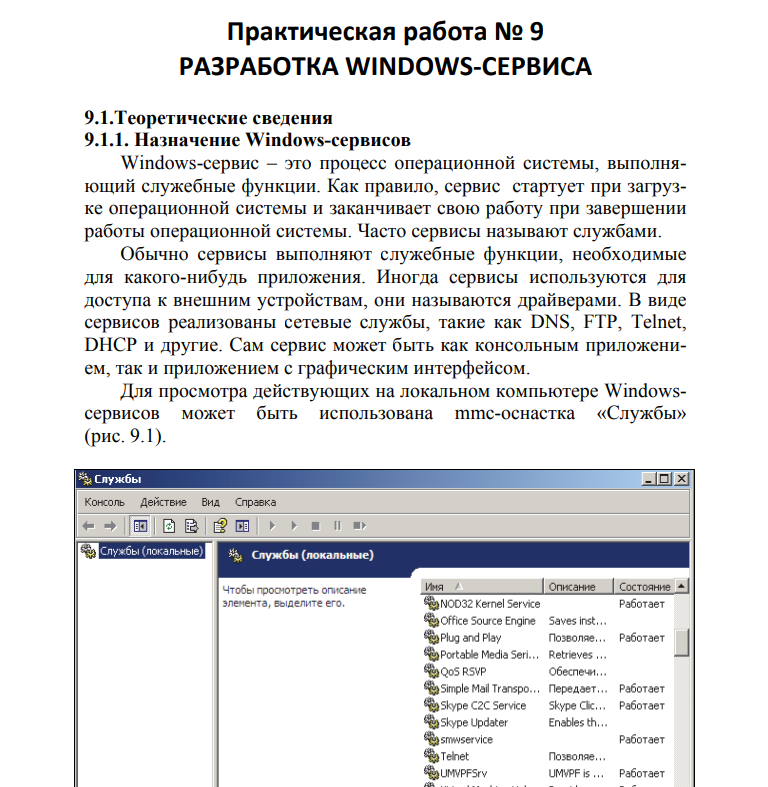 Практическая работа № 9
РАЗРАБОТКА WINDOWS-СЕРВИСА
9.1.Теоретические сведения
9.1.1. Назначение Windows-сервисов
Windows-сервис – это процесс операционной системы, выполня-
ющий служебные функции. Как правило, сервис стартует при загруз-
ке операционной системы и заканчивает свою работу при завершении
работы операционной системы. Часто сервисы называют службами.
Обычно сервисы выполняют служебные функции, необходимые
для какого-нибудь приложения. Иногда сервисы используются для
доступа к внешним устройствам, они называются драйверами. В виде
сервисов реализованы сетевые службы, такие как DNS, FTP, Telnet,
DHCP и другие. Сам сервис может быть как консольным приложени-
ем, так и приложением с графическим интерфейсом.
Для просмотра действующих на локальном компьютере Windows-
сервисов может быть использована mmc-оснастка «Службы»
(рис. 9.1).
Службы
Консоль Действие Вид Справка
Службы (локальные)
Службы (локальные)
Чтобы просмотреть описание
элемента, выделите его.
Имя Описание Состояние
NOD32 Kernel Service Работает
Office Source Engine Saves inst...
Plug and Play Позволяе... Работает
Portable Media Seri... Retrieves ...
QoS RSVP Обеспечи...
Simple Mail Transpo... Передает... Работает
Skype C2C Service Skype Clic... Работает
Skype Updater Enables th...
smwservice Работает
Telnet Позволяе...
UMVPFSrv UMVPF is ... Работает